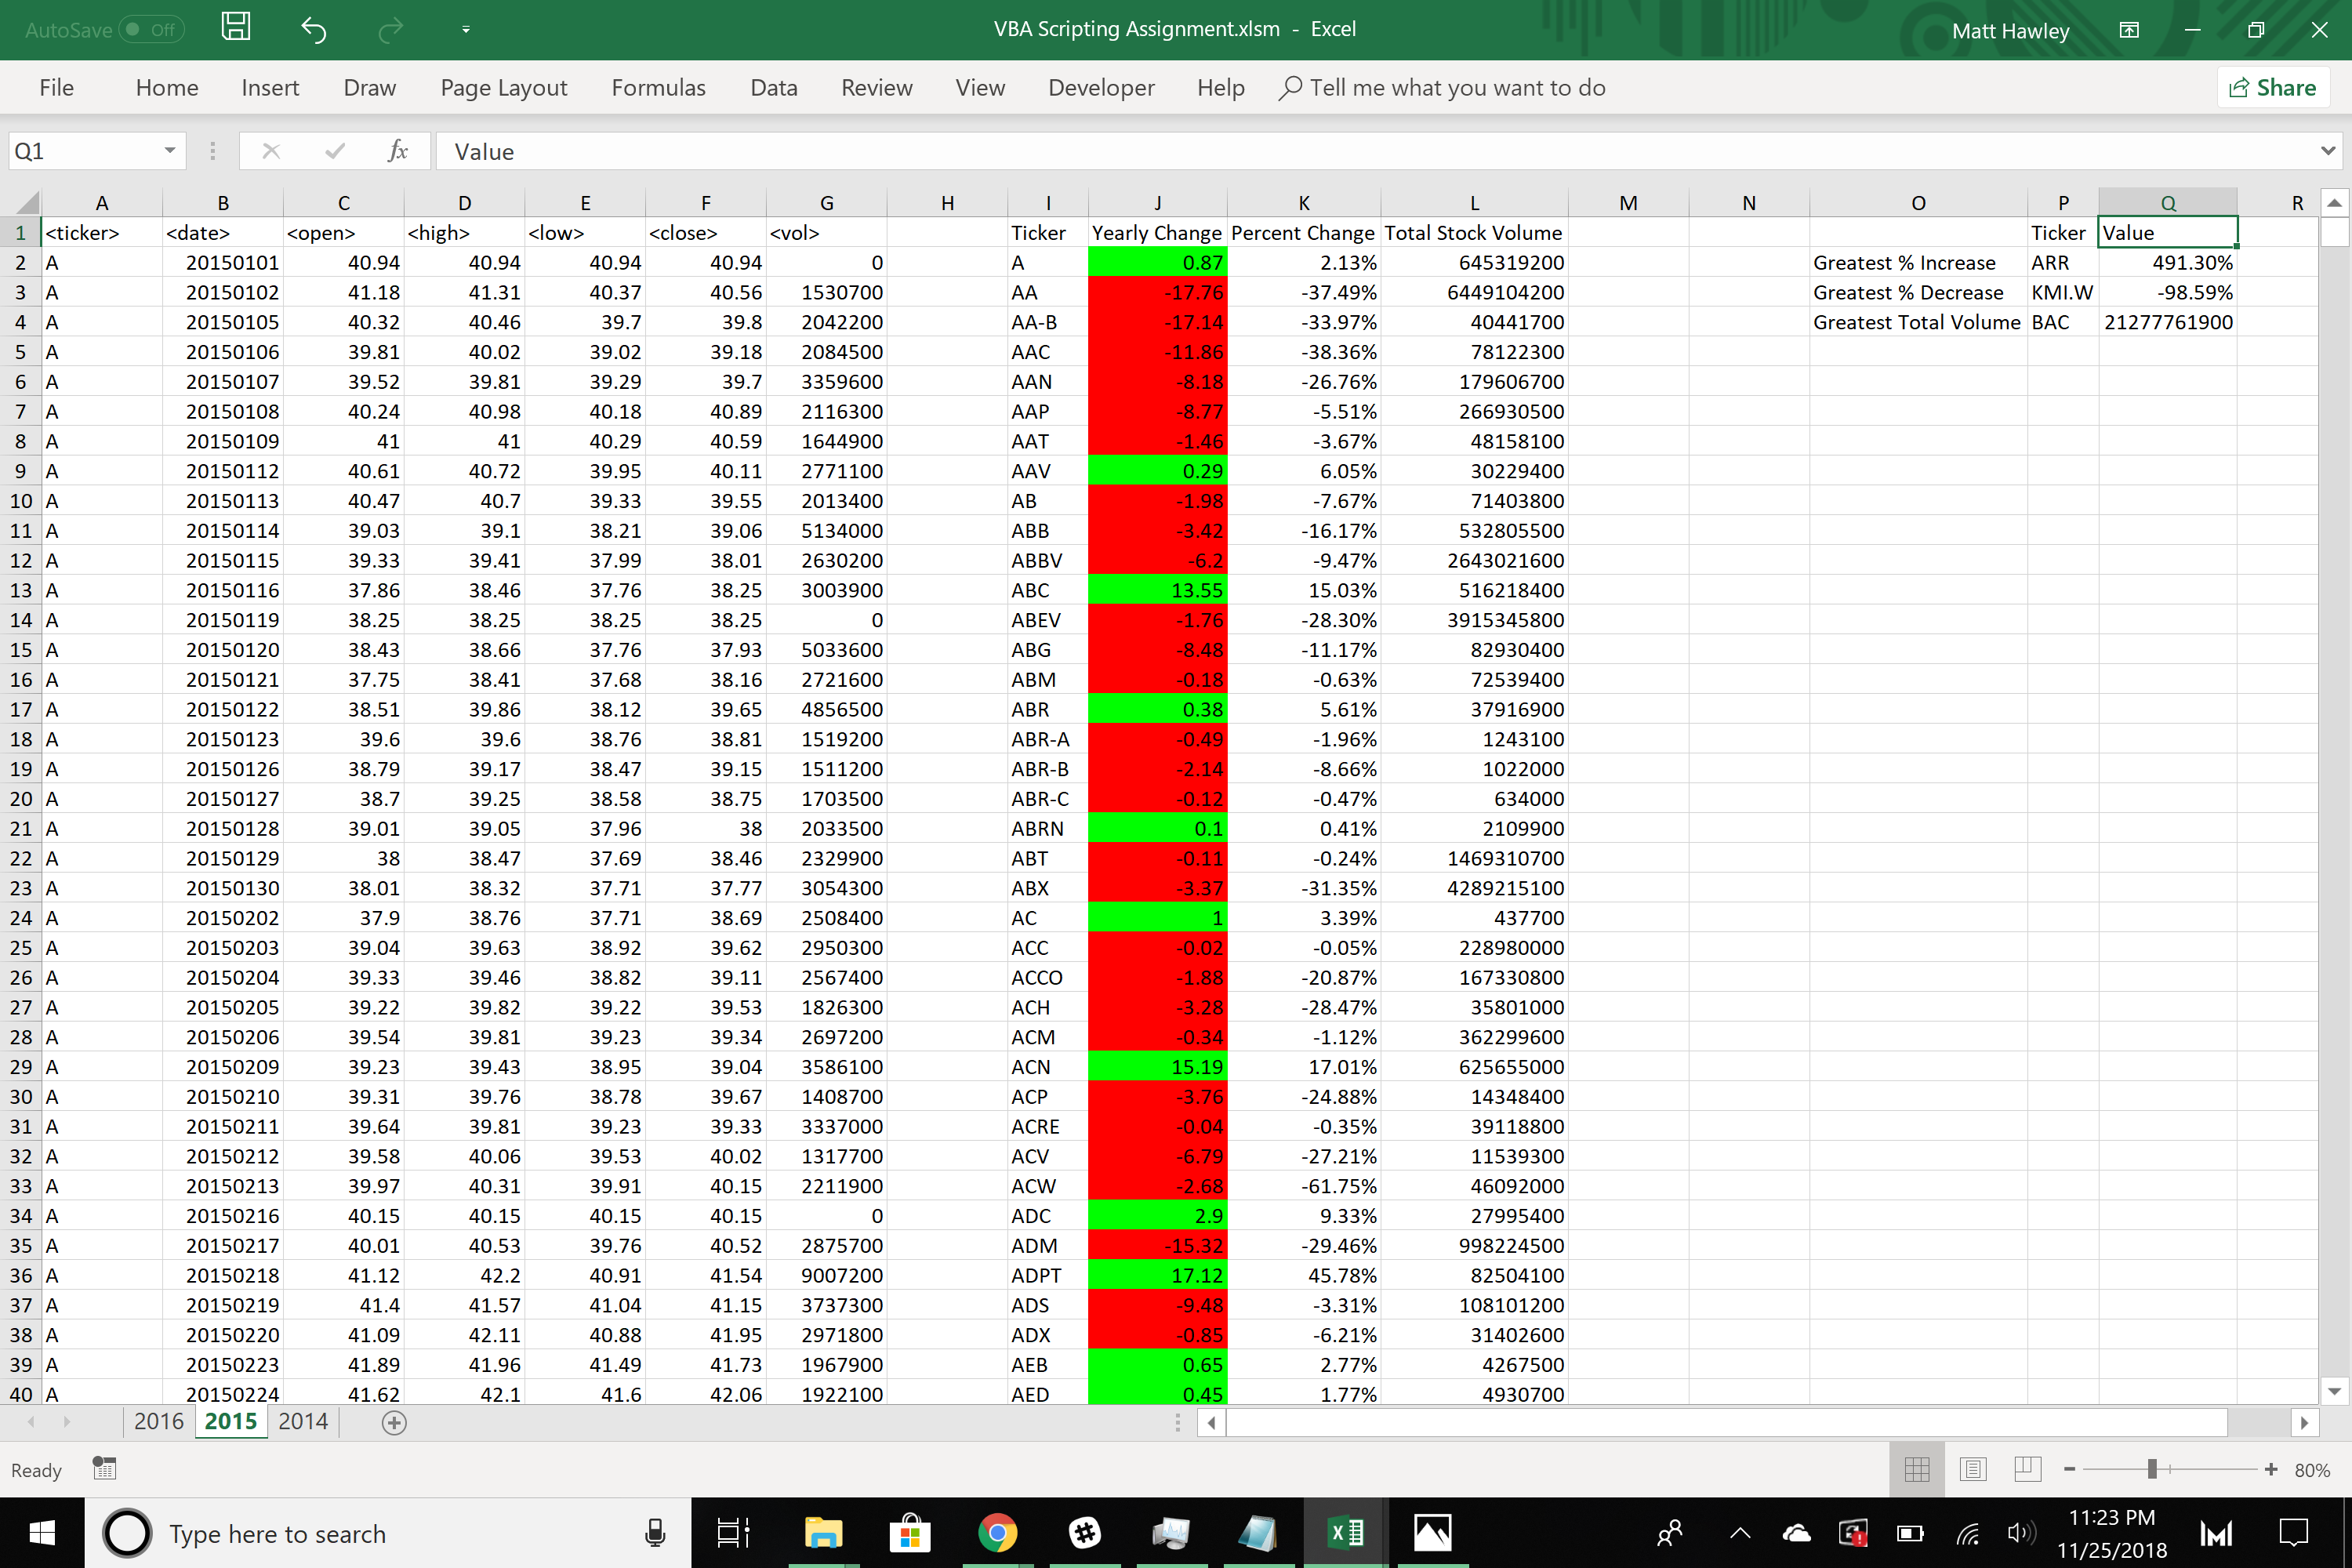 AutoSave Off VBA Scripting Assignment.xlsm - Excel Matt Hawley
File Home Insert Draw Page Layout Formulas Data Review View Developer Help Tell me what you want to do Share
Q1 fx Value
A B C D E F G H I J K L M N O P Q R
1 <ticker> <date> <open> <high> <low> <close> <vol> Ticker Yearly Change Percent Change Total Stock Volume Ticker Value
2 A 20150101 40.94 40.94 40.94 40.94 0 A 0.87 2.13% 645319200 Greatest % Increase ARR 491.30%
3 A 20150102 41.18 41.31 40.37 40.56 1530700 AA -17.76 -37.49% 6449104200 Greatest % Decrease KMI.W -98.59%
4 A 20150105 40.32 40.46 39.7 39.8 2042200 AA-B -17.14 -33.97% 40441700 Greatest Total Volume BAC 21277761900
5 A 20150106 39.81 40.02 39.02 39.18 2084500 AAC -11.86 -38.36% 78122300
6 A 20150107 39.52 39.81 39.29 39.7 3359600 AAN -8.18 -26.76% 179606700
7 A 20150108 40.24 40.98 40.18 40.89 2116300 AAP -8.77 -5.51% 266930500
8 A 20150109 41 41 40.29 40.59 1644900 AAT -1.46 -3.67% 48158100
9 A 20150112 40.61 40.72 39.95 40.11 2771100 AAV 0.29 6.05% 30229400
10 A 20150113 40.47 40.7 39.33 39.55 2013400 AB -1.98 -7.67% 71403800
11 A 20150114 39.03 39.1 38.21 39.06 5134000 ABB -3.42 -16.17% 532805500
12 A 20150115 39.33 39.41 37.99 38.01 2630200 ABBV -6.2 -9.47% 2643021600
13 A 20150116 37.86 38.46 37.76 38.25 3003900 ABC 13.55 15.03% 516218400
14 A 20150119 38.25 38.25 38.25 38.25 0 ABEV -1.76 -28.30% 3915345800
15 A 20150120 38.43 38.66 37.76 37.93 5033600 ABG -8.48 -11.17% 82930400
16 A 20150121 37.75 38.41 37.68 38.16 2721600 ABM -0.18 -0.63% 72539400
17 A 20150122 38.51 39.86 38.12 39.65 4856500 ABR 0.38 5.61% 37916900
18 A 20150123 39.6 39.6 38.76 38.81 1519200 ABR-A -0.49 -1.96% 1243100
19 A 20150126 38.79 39.17 38.47 39.15 1511200 ABR-B -2.14 -8.66% 1022000
20 A 20150127 38.7 39.25 38.58 38.75 1703500 ABR-C -0.12 -0.47% 634000
21 A 20150128 39.01 39.05 37.96 38 2033500 ABRN 0.1 0.41% 2109900
22 A 20150129 38 38.47 37.69 38.46 2329900 ABT -0.11 -0.24% 1469310700
23 A 20150130 38.01 38.32 37.71 37.77 3054300 ABX -3.37 -31.35% 4289215100
24 A 20150202 37.9 38.76 37.71 38.69 2508400 AC 1 3.39% 437700
25 A 20150203 39.04 39.63 38.92 39.62 2950300 ACC -0.02 -0.05% 228980000
26 A 20150204 39.33 39.46 38.82 39.11 2567400 ACCO -1.88 -20.87% 167330800
27 A 20150205 39.22 39.82 39.22 39.53 1826300 ACH -3.28 -28.47% 35801000
28 A 20150206 39.54 39.81 39.23 39.34 2697200 ACM -0.34 -1.12% 362299600
29 A 20150209 39.23 39.43 38.95 39.04 3586100 ACN 15.19 17.01% 625655000
30 A 20150210 39.31 39.76 38.78 39.67 1408700 ACP -3.76 -24.88% 14348400
31 A 20150211 39.64 39.81 39.23 39.33 3337000 ACRE -0.04 -0.35% 39118800
32 A 20150212 39.58 40.06 39.53 40.02 1317700 ACV -6.79 -27.21% 11539300
33 A 20150213 39.97 40.31 39.91 40.15 2211900 ACW -2.68 -61.75% 46092000
34 A 20150216 40.15 40.15 40.15 40.15 0 ADC 2.9 9.33% 27995400
35 A 20150217 40.01 40.53 39.76 40.52 2875700 ADM -15.32 -29.46% 998224500
36 A 20150218 41.12 42.2 40.91 41.54 9007200 ADPT 17.12 45.78% 82504100
37 A 20150219 41.4 41.57 41.04 41.15 3737300 ADS -9.48 -3.31% 108101200
38 A 20150220 41.09 42.11 40.88 41.95 2971800 ADX -0.85 -6.21% 31402600
39 A 20150223 41.89 41.96 41.49 41.73 1967900 AEB 0.65 2.77% 4267500
40 A 20150224 41.62 42.1 41.6 42.06 1922100 AED 0.45 1.77% 4930700
2016 2015 2014
Ready 80%
Type here to search 11:23 PM
11/25/2018